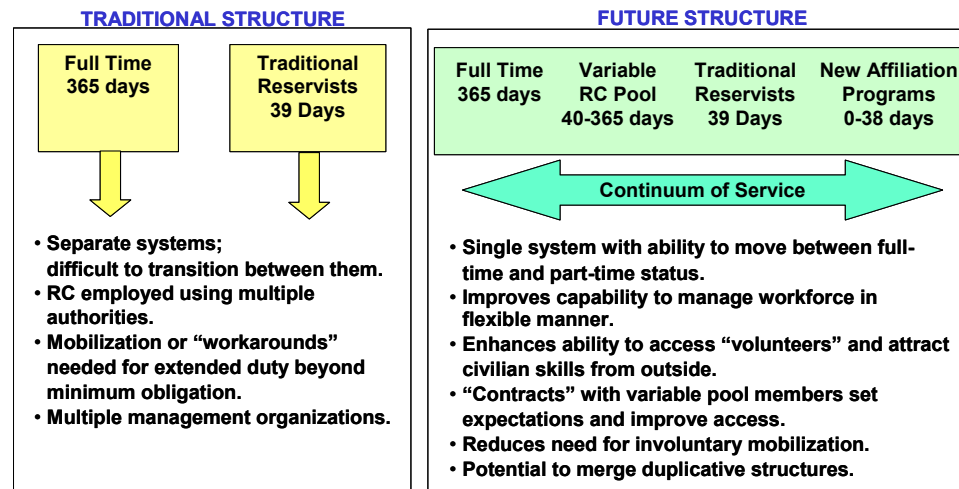 TRADITIONAL STRUCTURE
Full Time
365 days
Traditional
Reservists
39 Days
• Separate systems;
difficult to transition between them.
• RC employed using multiple
authorities.
• Mobilization or “workarounds”
needed for extended duty beyond
minimum obligation.
• Multiple management organizations.
FUTURE STRUCTURE
Full Time
365 days
Variable
RC Pool
40-365 days
Traditional
Reservists
39 Days
New Affiliation
Programs
0-38 days
Continuum of Service
• Single system with ability to move between full-
time and part-time status.
• Improves capability to manage workforce in
flexible manner.
• Enhances ability to access “volunteers” and attract
civilian skills from outside.
• “Contracts” with variable pool members set
expectations and improve access.
• Reduces need for involuntary mobilization.
• Potential to merge duplicative structures.